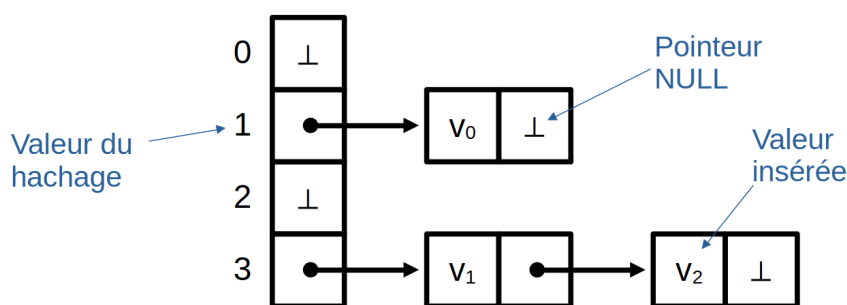 0 ⊥
Pointeur
NULL
Valeur du
hachage
1
v₀ ⊥
Valeur
insérée
2 ⊥
3
v₁
v₂ ⊥